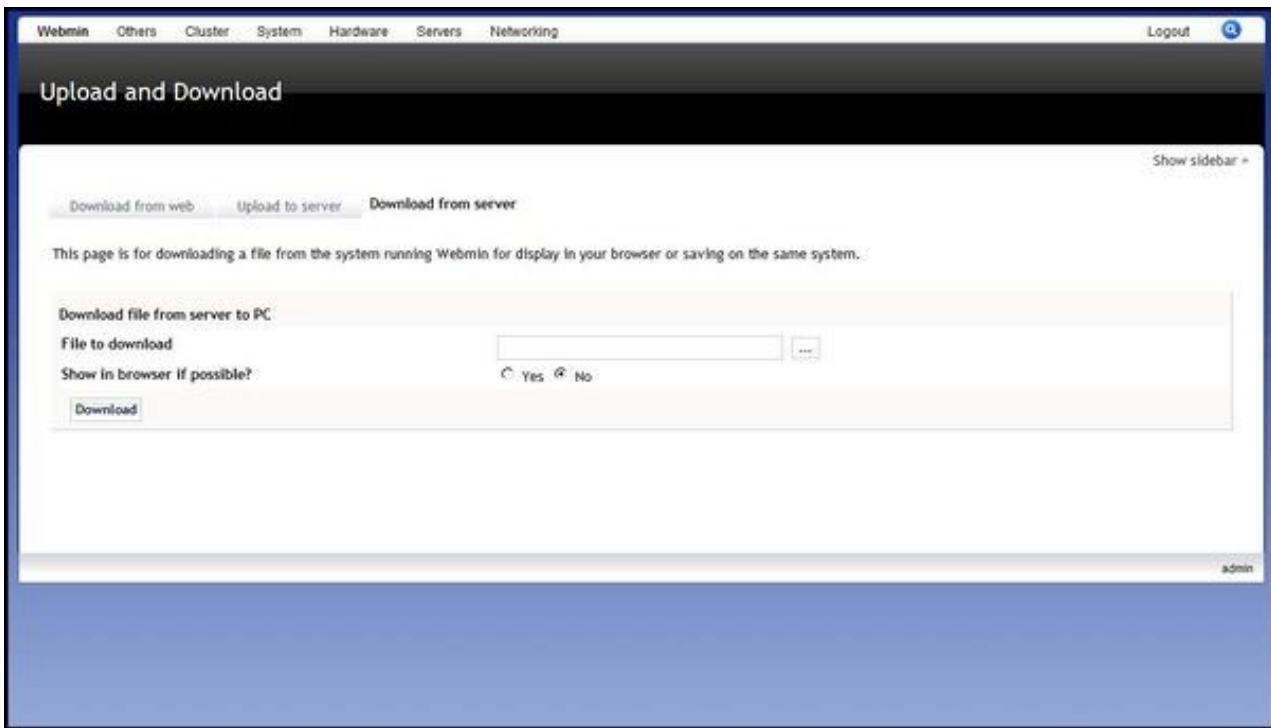 Webmin Others Cluster System Hardware Servers Networking Logout
Upload and Download
Show sidebar »
Download from web Upload to server Download from server
This page is for downloading a file from the system running Webmin for display in your browser or saving on the same system.
Download file from server to PC
File to download ...
Show in browser if possible? Yes No
Download
admin